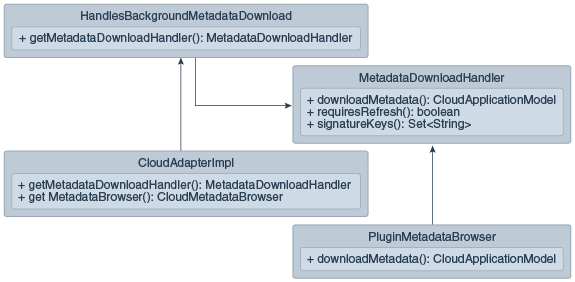 HandlesBackgroundMetadataDownload
+ getMetadataDownloadHandler(): MetadataDownloadHandler
MetadataDownloadHandler
+ downloadMetadata(): CloudApplicationModel
+ requiresRefresh(): boolean
+ signatureKeys(): Set<String>
CloudAdapterImpl
+ getMetadataDownloadHandler(): MetadataDownloadHandler
+ get MetadataBrowser(): CloudMetadataBrowser
PluginMetadataBrowser
+ downloadMetadata(): CloudApplicationModel